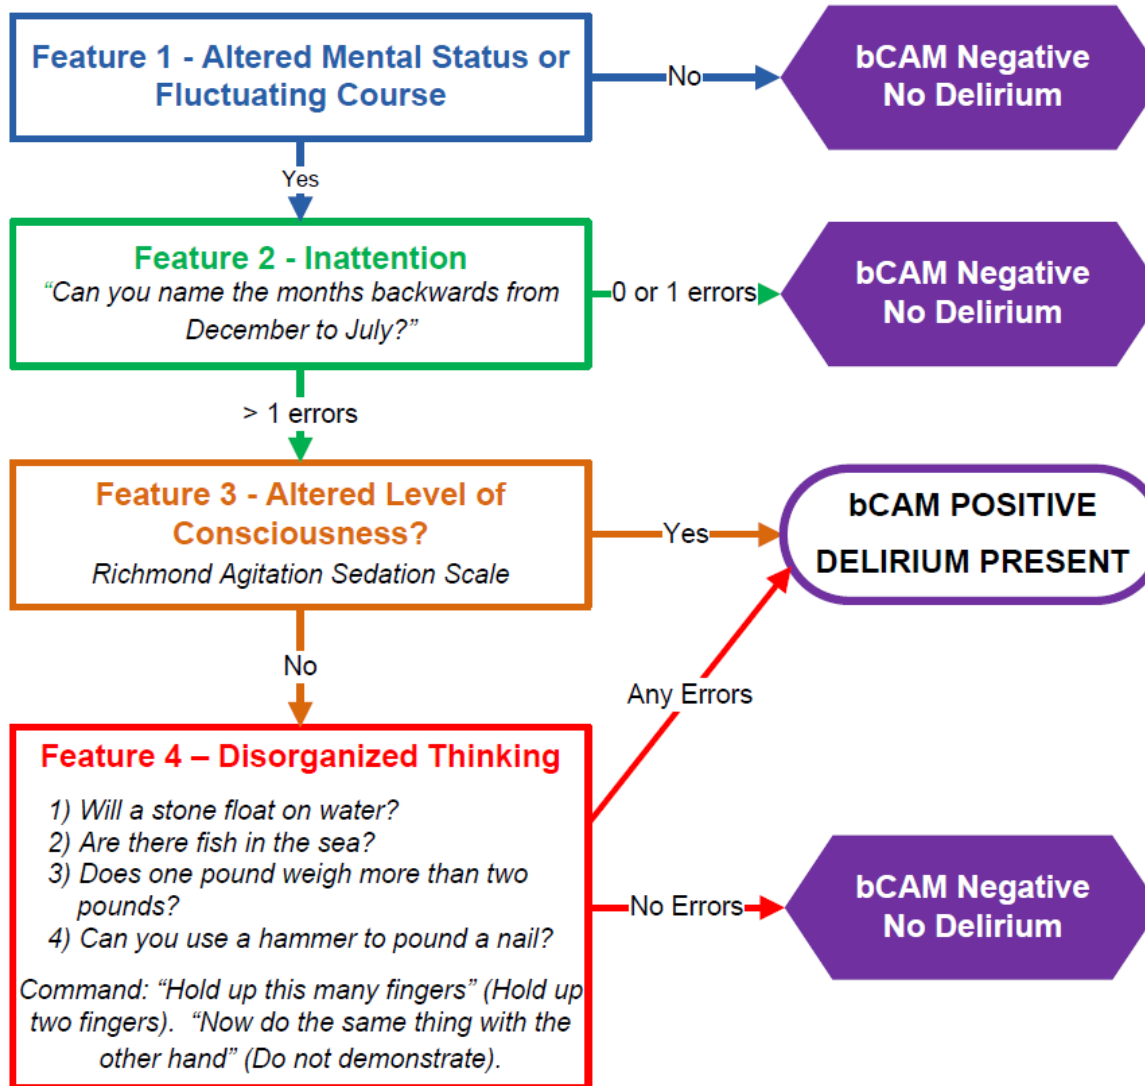 Feature 1 - Altered Mental Status or
Fluctuating Course
No
bCAM Negative
No Delirium
Yes
Feature 2 - Inattention
“Can you name the months backwards from
December to July?”
0 or 1 errors
bCAM Negative
No Delirium
> 1 errors
Feature 3 - Altered Level of
Consciousness?
Richmond Agitation Sedation Scale
Yes
bCAM POSITIVE
DELIRIUM PRESENT
No
Any Errors
Feature 4 – Disorganized Thinking
1) Will a stone float on water?
2) Are there fish in the sea?
3) Does one pound weigh more than two
pounds?
4) Can you use a hammer to pound a nail?
Command: “Hold up this many fingers” (Hold up
two fingers). “Now do the same thing with the
other hand” (Do not demonstrate).
No Errors
bCAM Negative
No Delirium